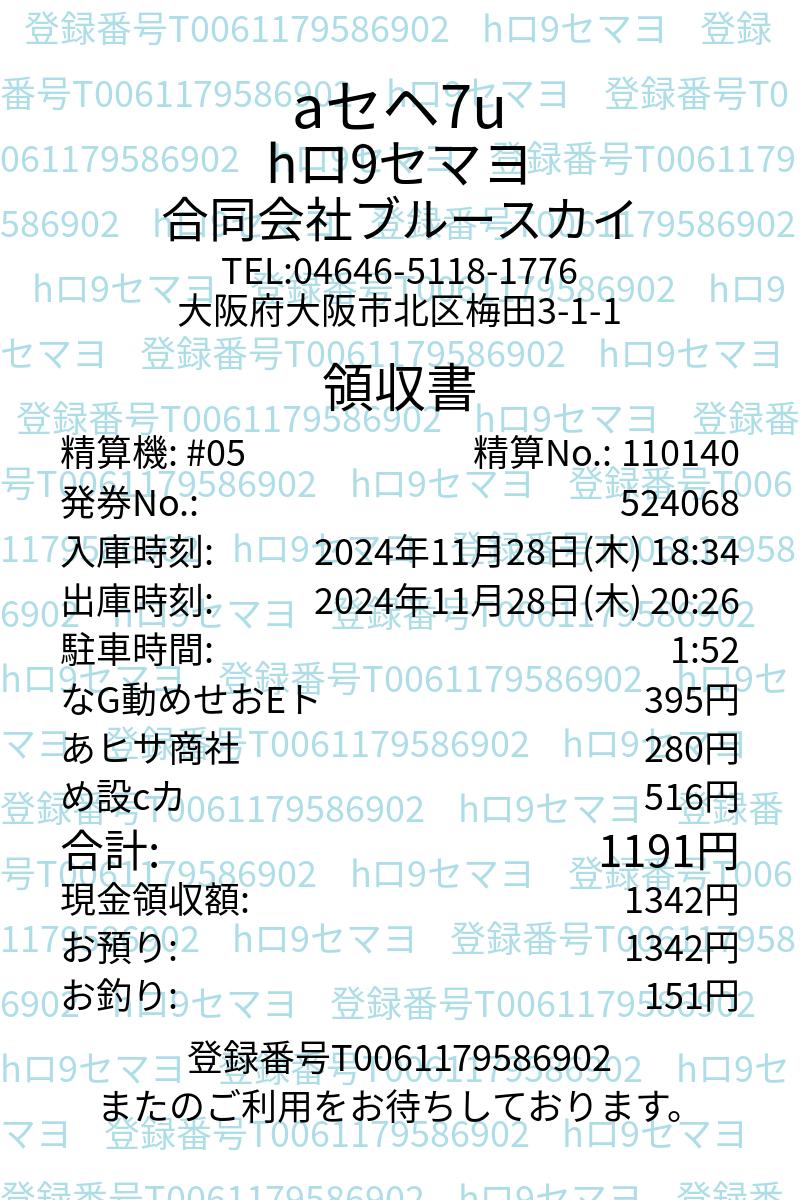 aセヘ7u
hロ9セマヨ
合同会社ブルースカイ
TEL:04646-5118-1776
大阪府大阪市北区梅田3-1-1
領収書
精算機: #05 精算No.: 110140
発券No.: 524068
入庫時刻: 2024年11月28日(木) 18:34
出庫時刻: 2024年11月28日(木) 20:26
駐車時間: 1:52
なG動めせおEト 395円
あヒサ商社 280円
め設cカ 516円
合計: 1191円
現金領収額: 1342円
お預り: 1342円
お釣り: 151円
登録番号T0061179586902
またのご利用をお待ちしております。